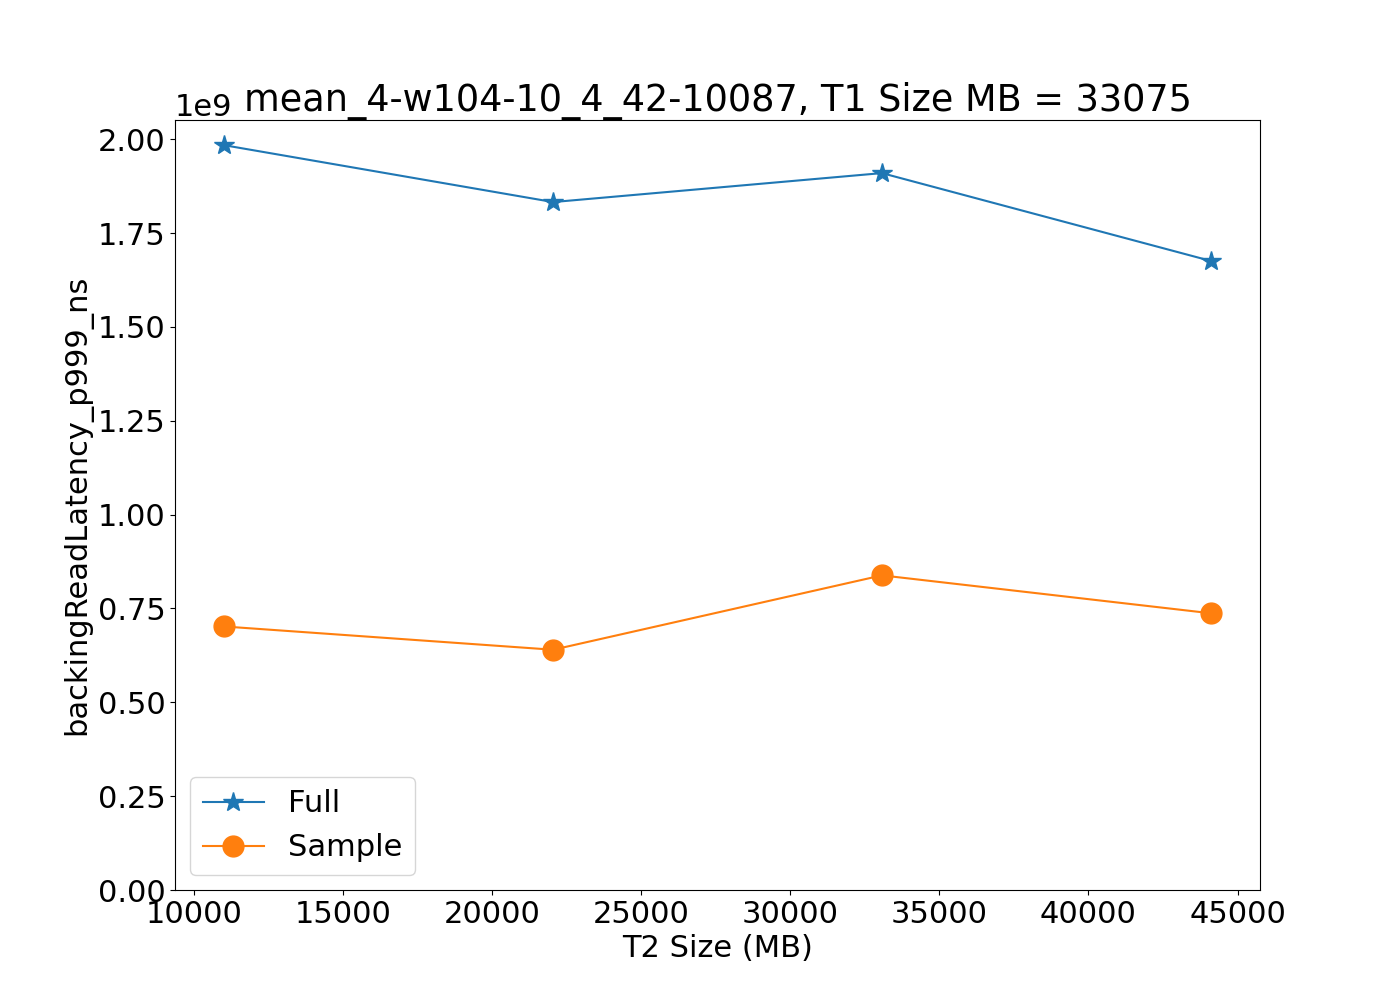 1e9
mean_4-w104-10_4_42-10087, T1 Size MB = 33075
2.00
1.75
1.50
1.25
1.00
0.75
0.50
0.25
0.00
backingReadLatency_p999_ns
Full
Sample
10000 15000 20000 25000 30000 35000 40000 45000
T2 Size (MB)